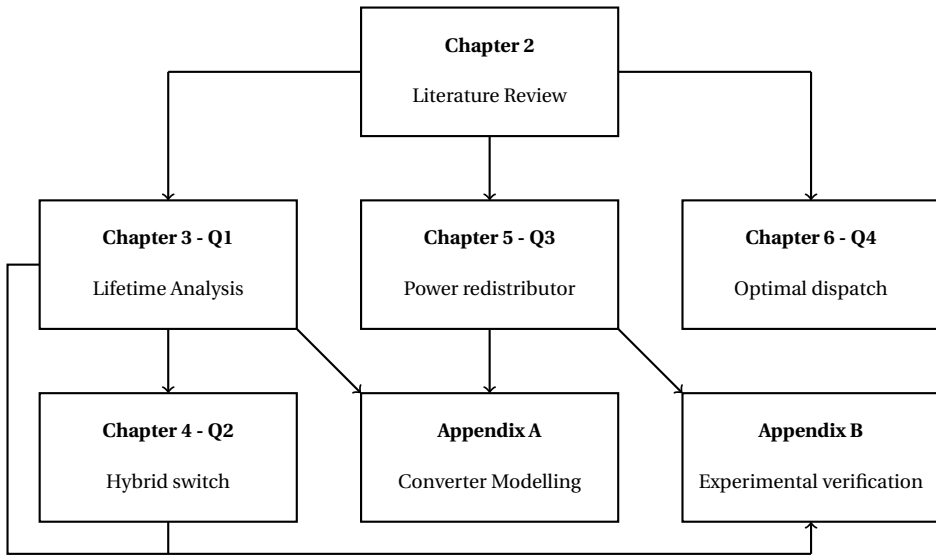 Chapter 2
Literature Review
Chapter 3 - Q1
Lifetime Analysis
Chapter 5 - Q3
Power redistributor
Chapter 6 - Q4
Optimal dispatch
Chapter 4 - Q2
Hybrid switch
Appendix A
Converter Modelling
Appendix B
Experimental verification